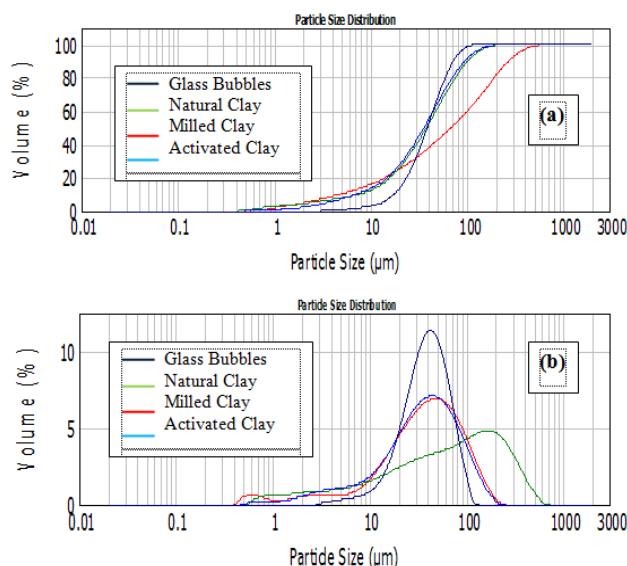 Particle Size Distribution
100
80
60
40
20
0
Volume (%)
Glass Bubbles
Natural Clay
Milled Clay
Activated Clay
(a)
0.01 0.1 1 10 100 1000 3000
Particle Size (µm)
Particle Size Distribution
10
5
0
Volume (%)
Glass Bubbles
Natural Clay
Milled Clay
Activated Clay
(b)
0.01 0.1 1 10 100 1000 3000
Particle Size (µm)